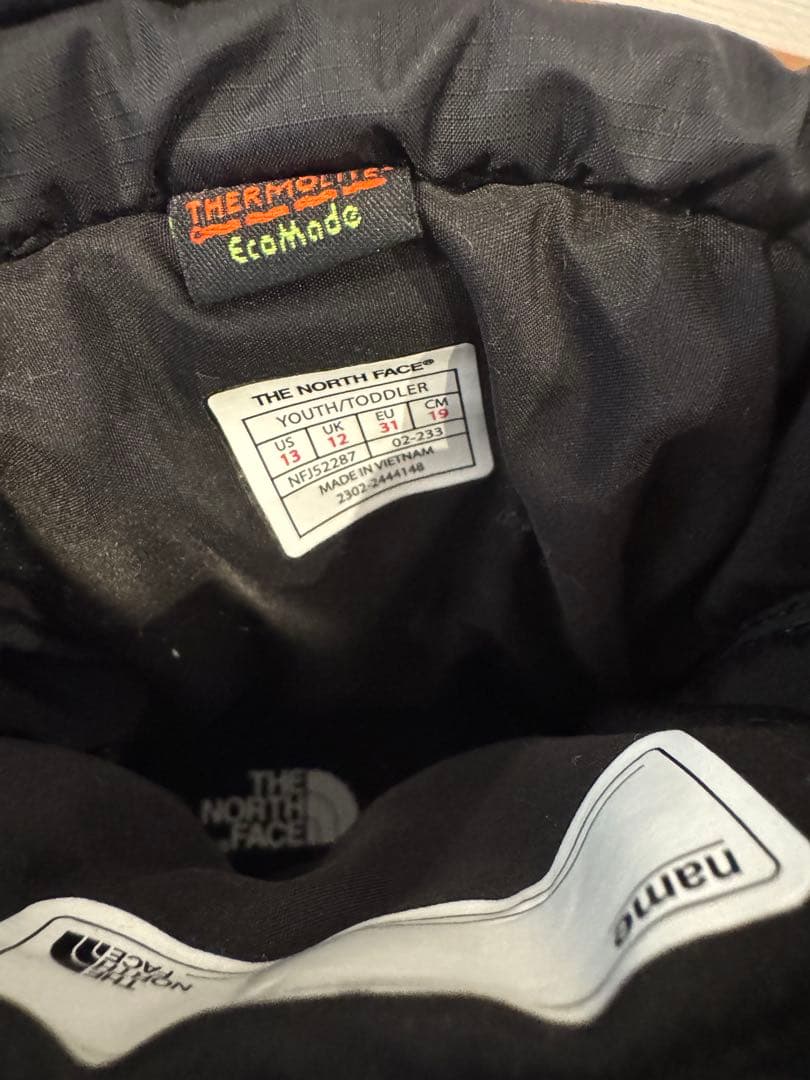 THERMOLITE
EcoMade
THE NORTH FACE®
YOUTH/TODDLER
US UK EU CM
13 12 31 19
NFJ52287 02-233
MADE IN VIETNAM
2302-2444148
THE
NORTH
FACE
name
THE
NORTH
FACE